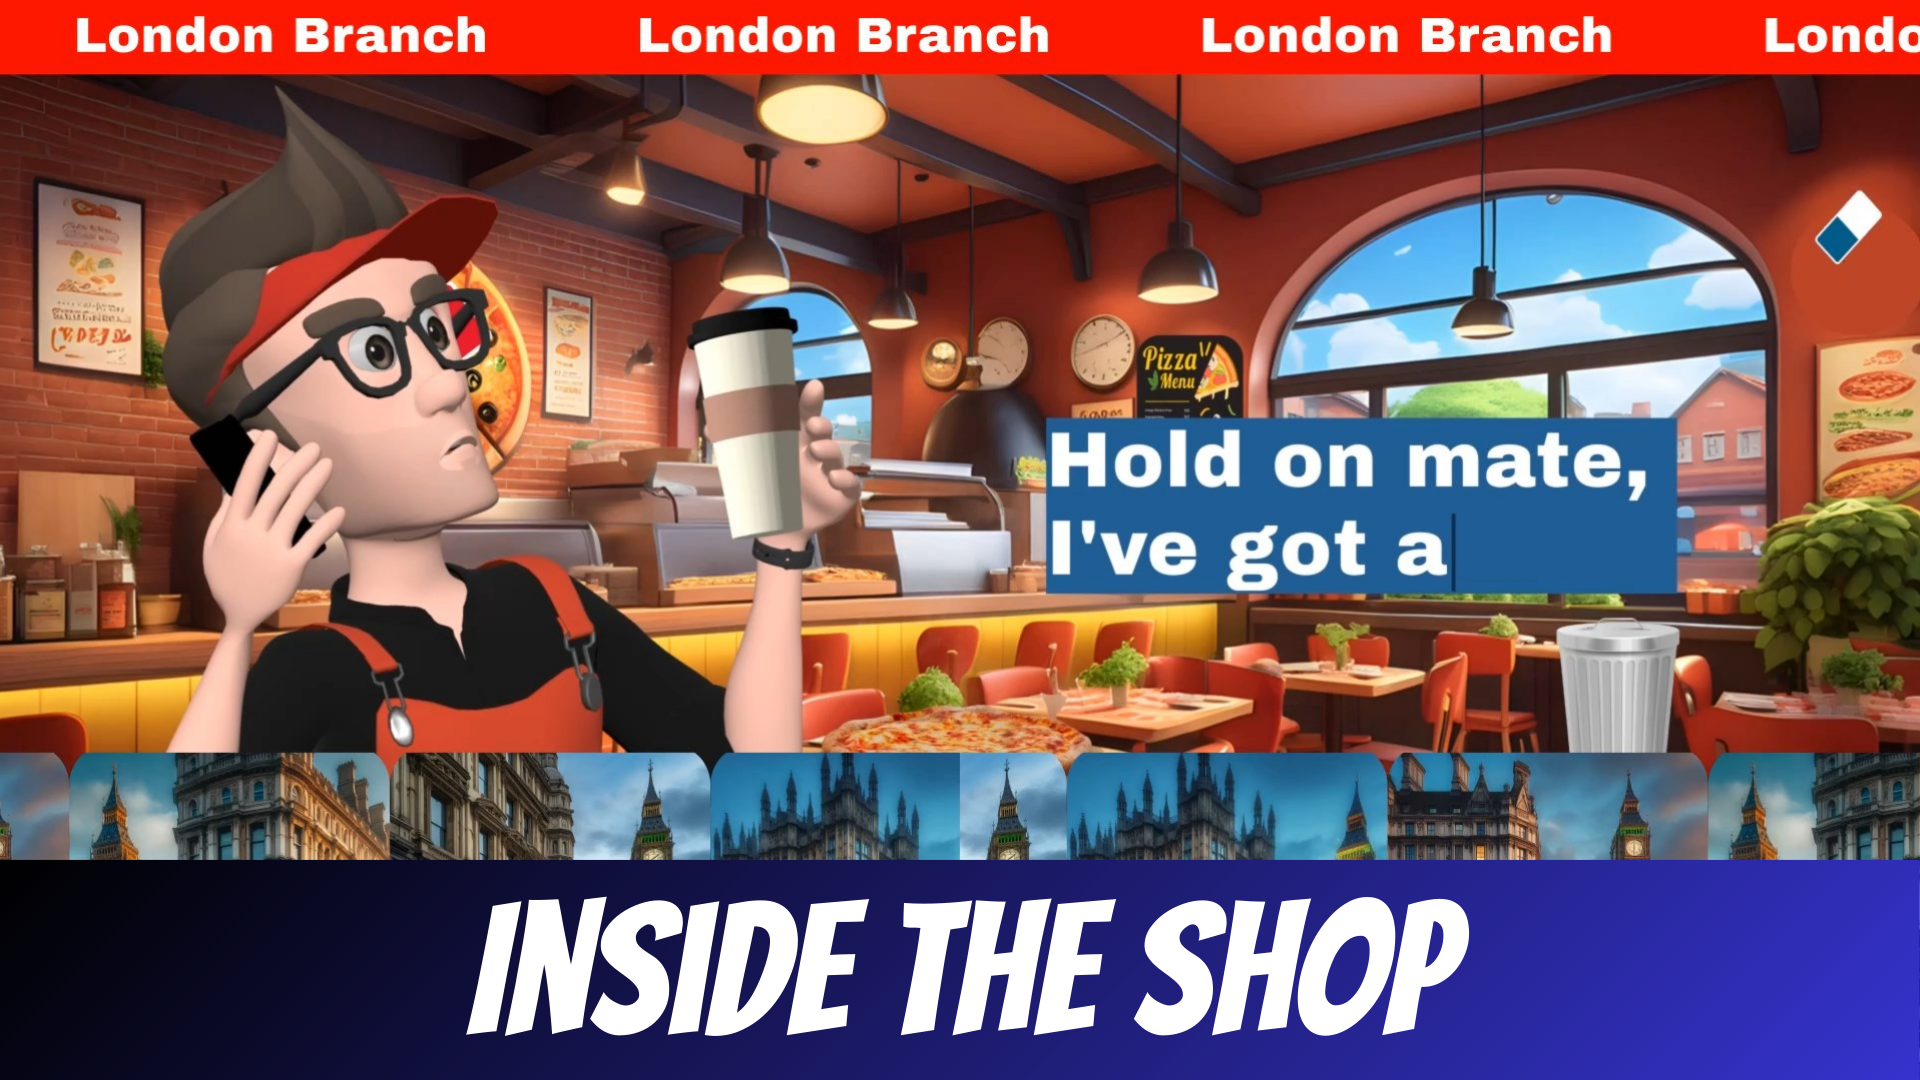 London Branch London Branch London Branch Londo
Pizza
Menu
Hold on mate,
I've got a
INSIDE THE SHOP